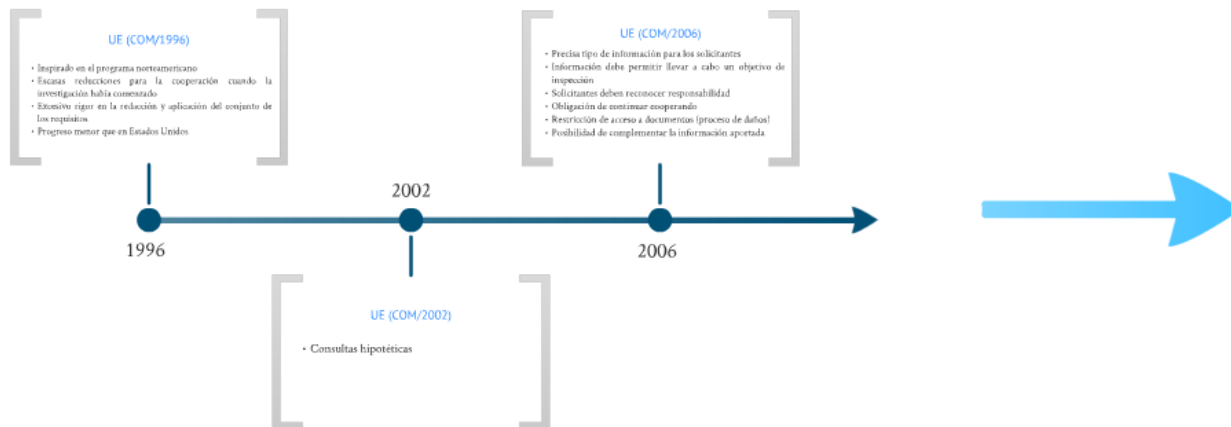 UE (COM/1996)
• Inspirado en el programa norteamericano
• Escasas reducciones para la cooperación cuando la
investigación había comenzado
• Excesivo rigor en la redacción y aplicación del conjunto de
los requisitos
• Progreso menor que en Estados Unidos
UE (COM/2006)
• Precisa tipo de información para los solicitantes
• Información debe permitir llevar a cabo un objetivo de
inspección
• Solicitantes deben reconocer responsabilidad
• Obligación de continuar cooperando
• Restricción de acceso a documentos (proceso de daños)
• Posibilidad de complementar la información aportada
2002
1996
2006
UE (COM/2002)
• Consultas hipotéticas